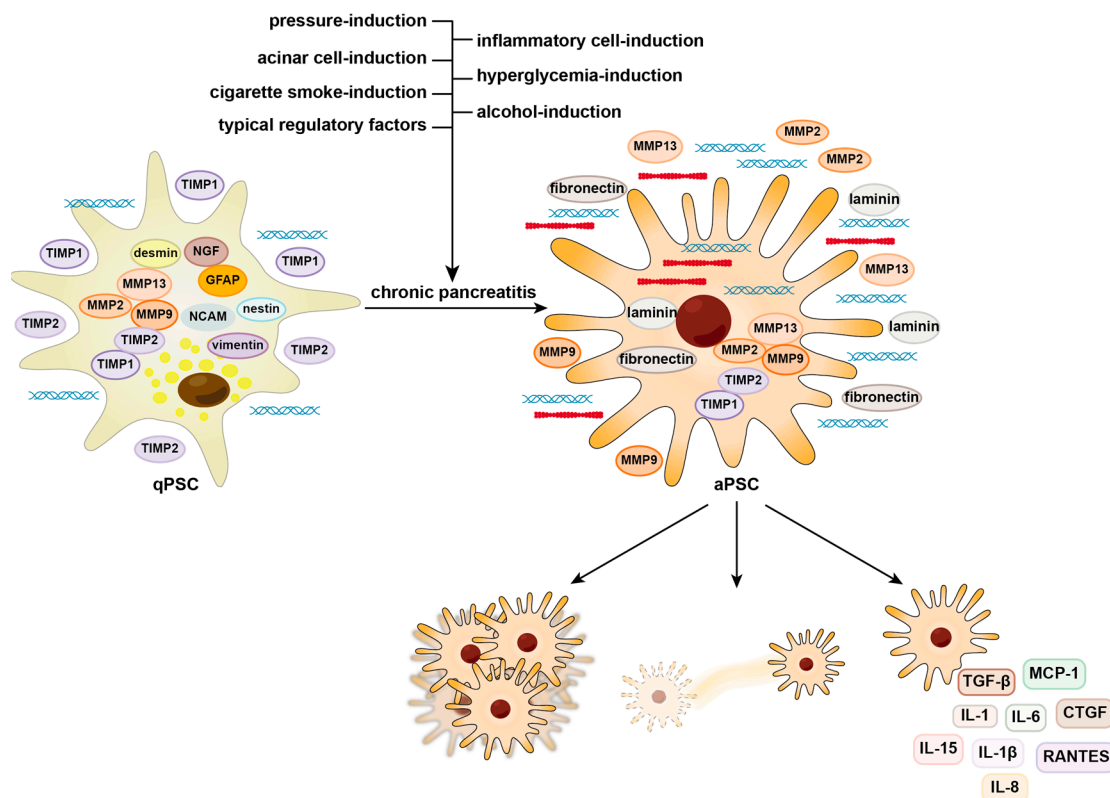 pressure-induction
inflammatory cell-induction
acinar cell-induction
hyperglycemia-induction
cigarette smoke-induction
alcohol-induction
typical regulatory factors
chronic pancreatitis
TIMP1
TIMP1
TIMP1
desmin
NGF
GFAP
MMP13
MMP2
MMP9
NCAM
nestin
TIMP2
TIMP2
vimentin
TIMP2
TIMP1
TIMP2
qPSC
MMP2
MMP13
MMP2
fibronectin
laminin
MMP13
laminin
laminin
MMP13
MMP9
fibronectin
MMP2
MMP9
TIMP2
TIMP1
fibronectin
MMP9
aPSC
TGF-β
MCP-1
IL-1
IL-6
CTGF
IL-15
IL-1β
RANTES
IL-8